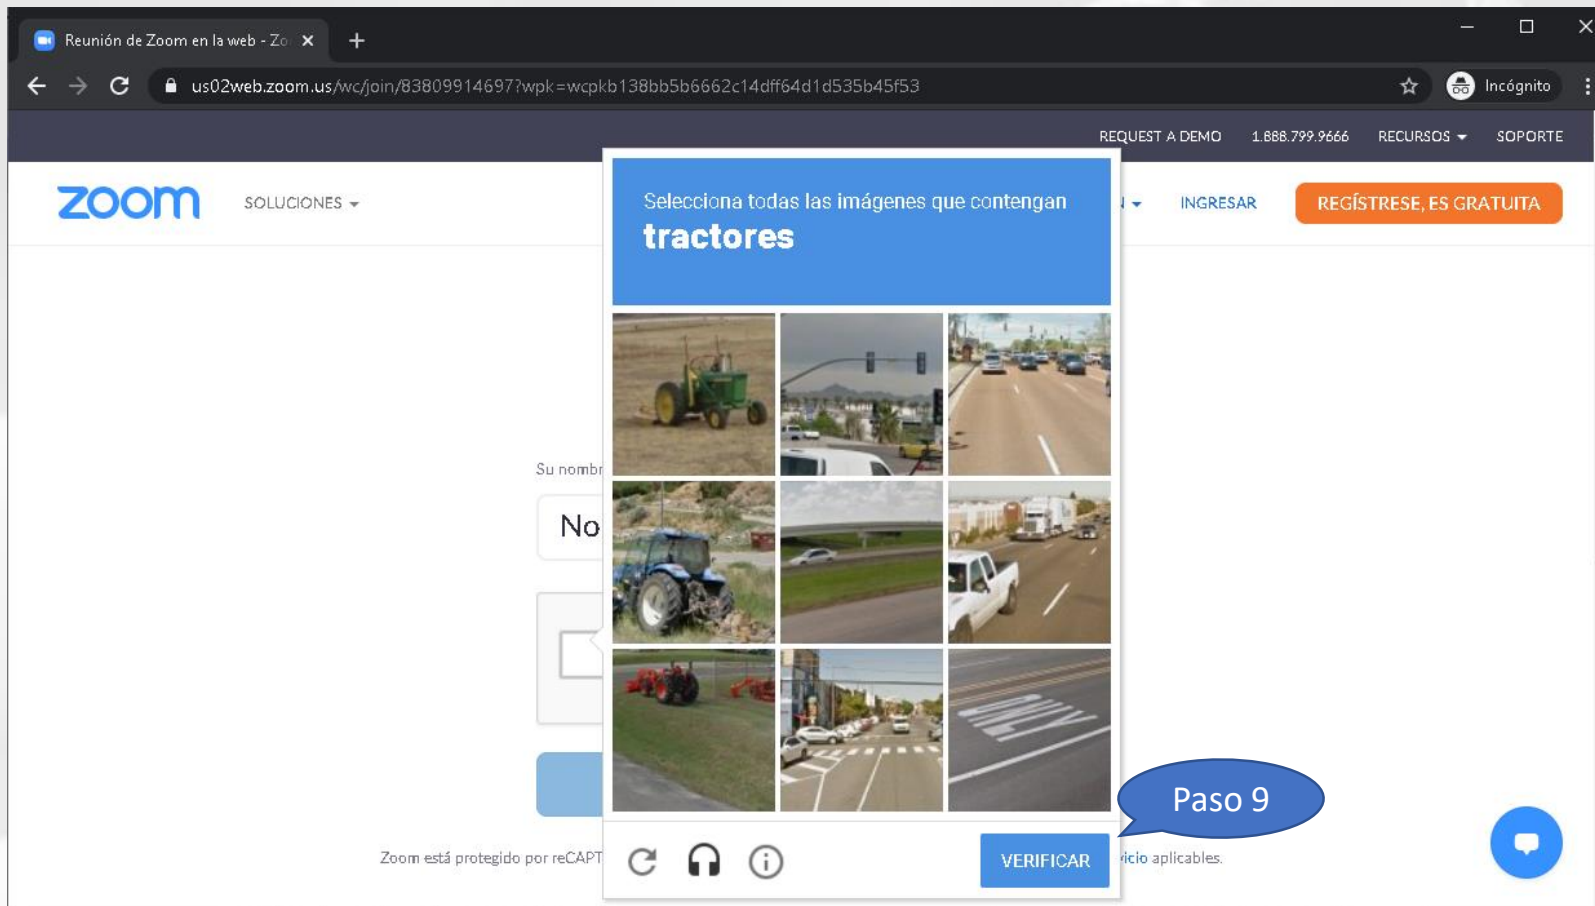 Reunión de Zoom en la web - Zo
us02web.zoom.us/wc/join/83809914697?wpk=wcpkb138bb5b6662c14dff64d1d535b45f53
Incógnito
REQUEST A DEMO 1.888.799.9666 RECURSOS SOPORTE
zoom SOLUCIONES INGRESAR REGÍSTRESE, ES GRATUITA
Selecciona todas las imágenes que contengan
tractores
Su nombr
No
ONLY
Paso 9
VERIFICAR
Zoom está protegido por reCAPT vicio aplicables.